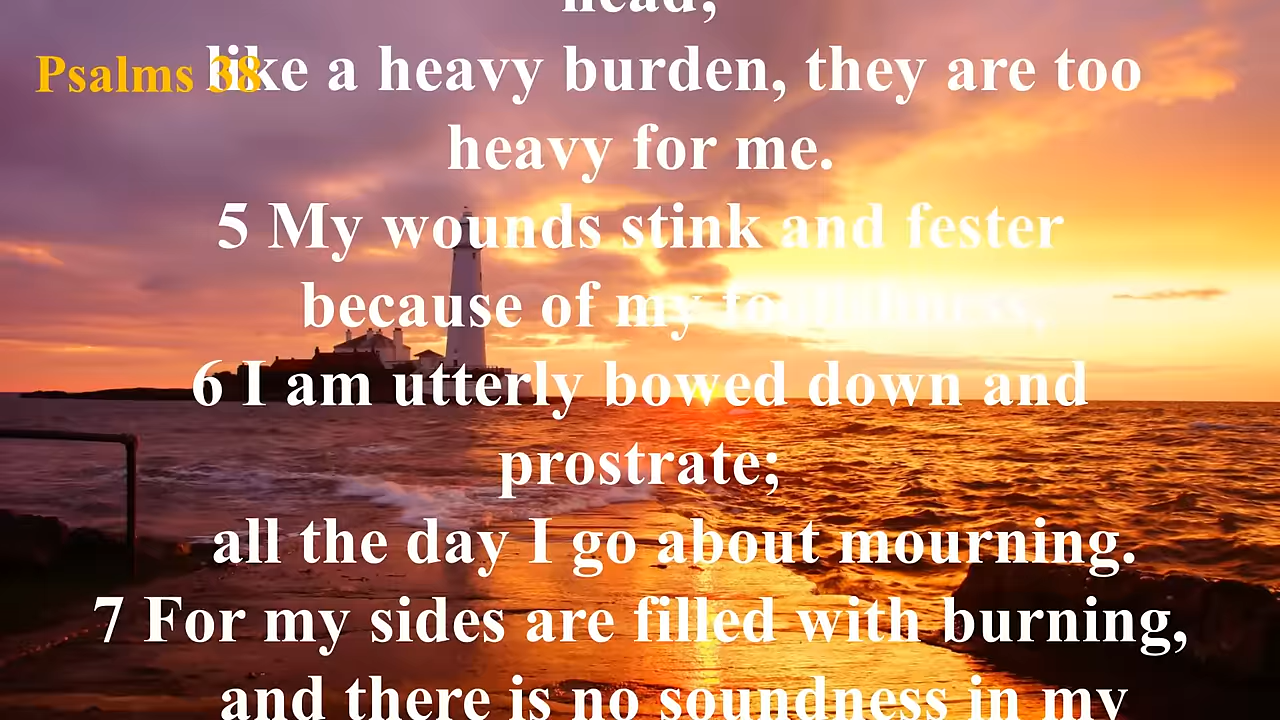 head;
Psalms 38
like a heavy burden, they are too
heavy for me.
5 My wounds stink and fester
because of my foolishness,
6 I am utterly bowed down and
prostrate;
all the day I go about mourning.
7 For my sides are filled with burning,
and there is no soundness in my